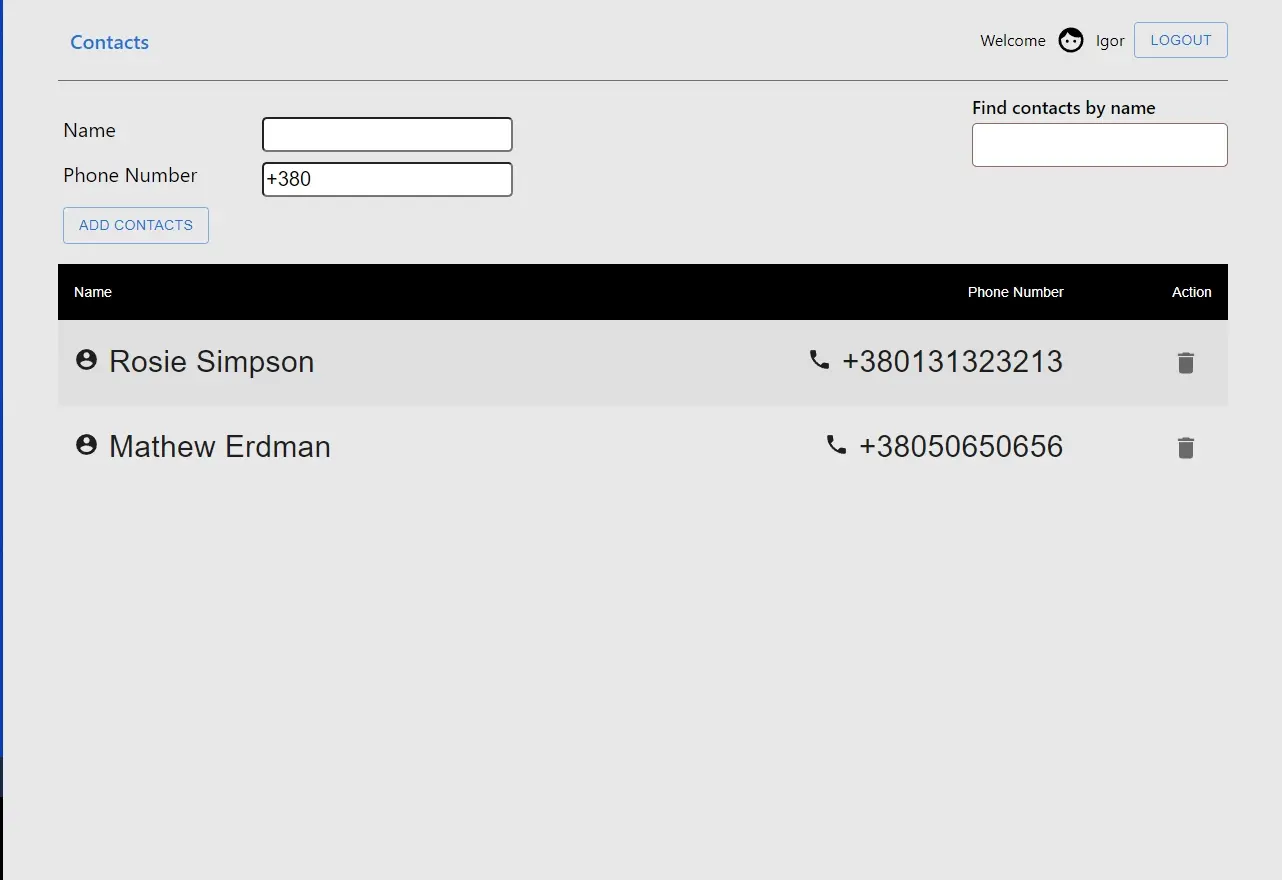 Contacts
Welcome Igor LOGOUT
Find contacts by name
Name
Phone Number +380
ADD CONTACTS
Name Phone Number Action
Rosie Simpson +380131323213
Mathew Erdman +38050650656